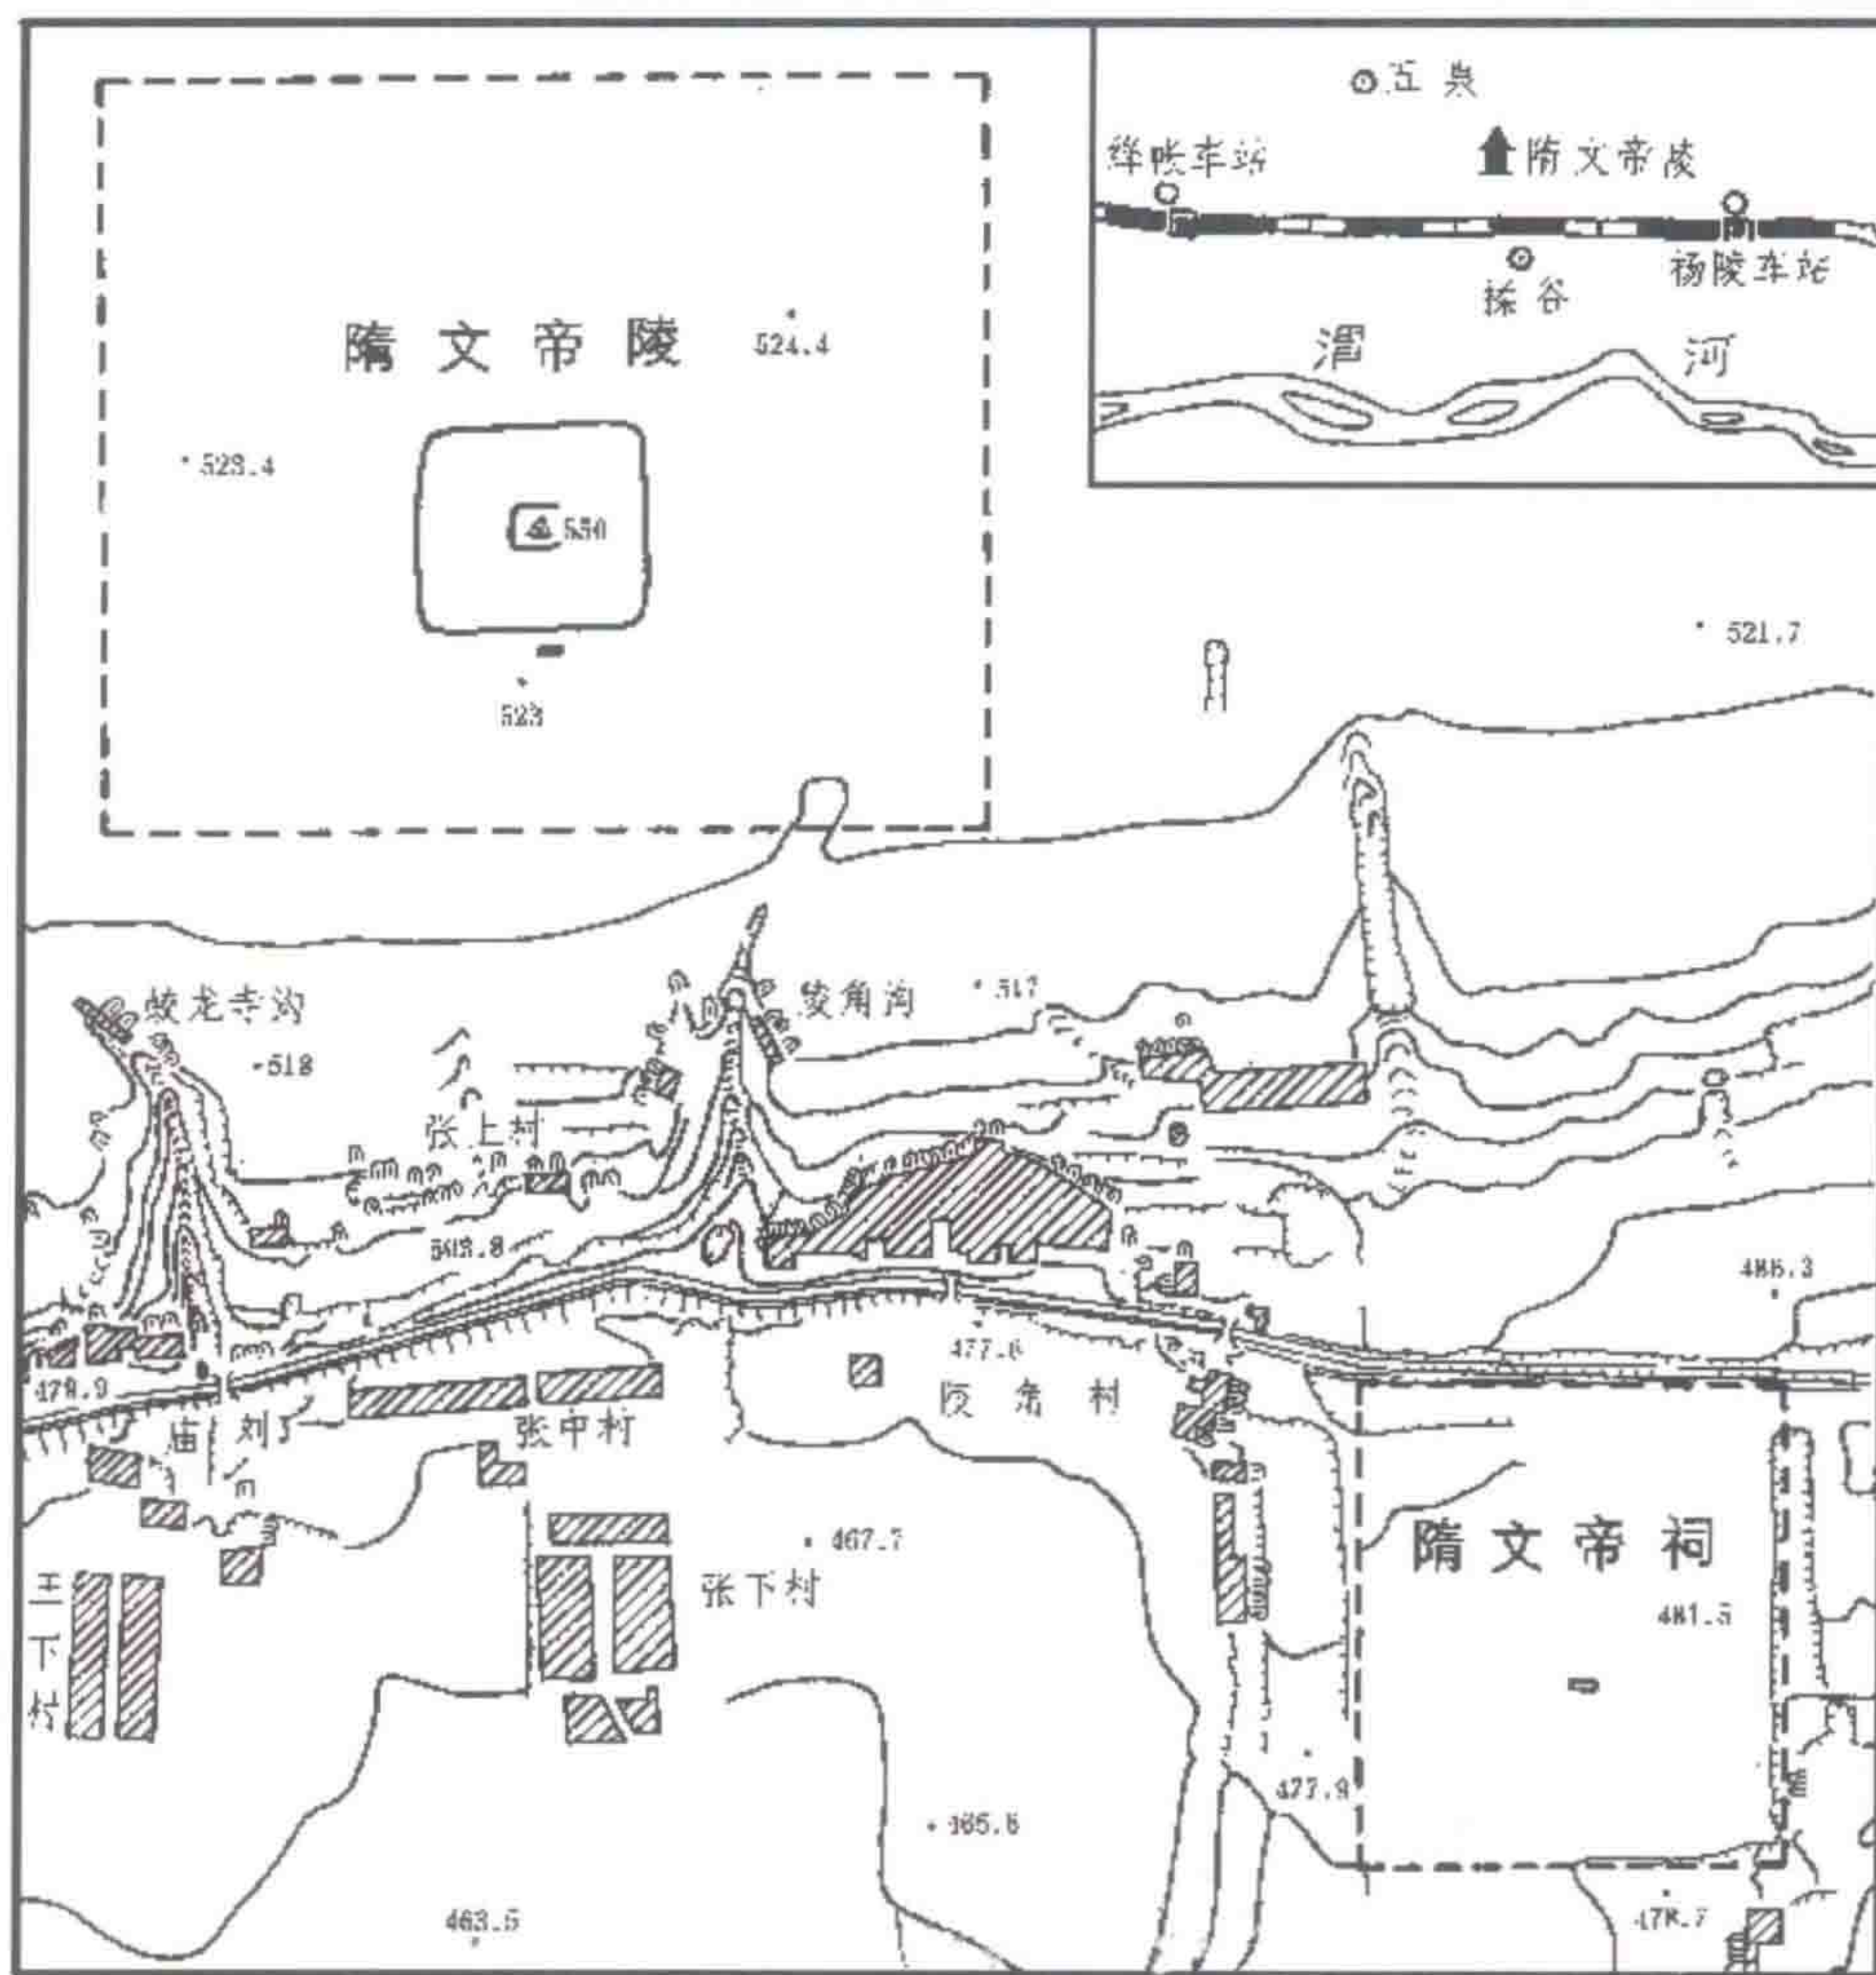 五泉
绛帐车站
隋文帝陵
杨陵车站
揉谷
渭河
隋文帝陵
524.4
523.4
550
523
521.7
蛟龙寺沟
518
陵角沟
517
张上村
503.8
486.3
477.6
陵角村
479.9
庙刘
张中村
467.7
隋文帝祠
张下村
481.5
王下村
477.9
465.6
463.5
478.7